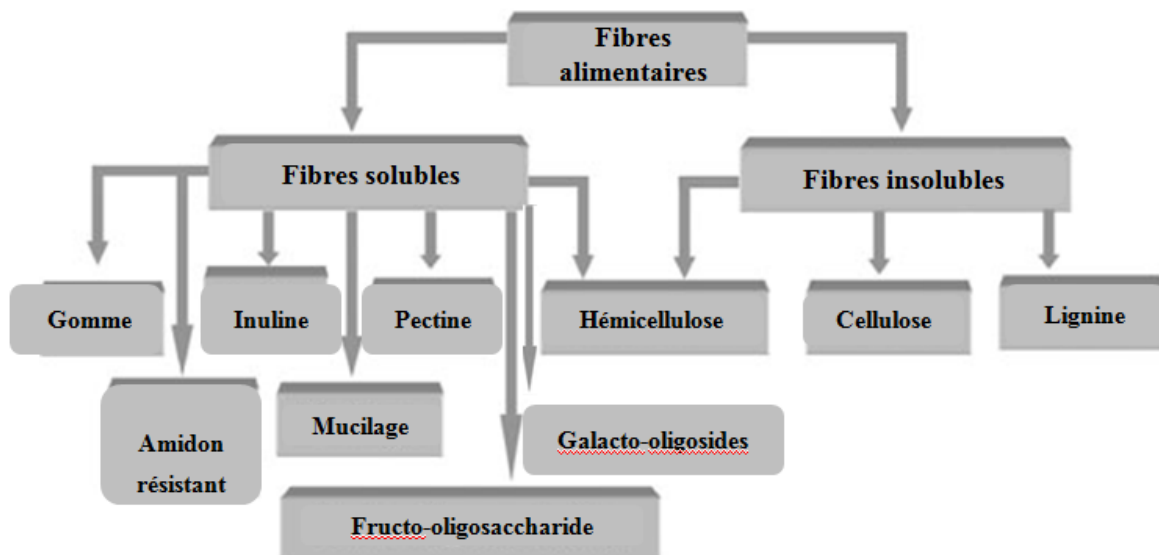 Fibres
alimentaires
Fibres solubles
Fibres insolubles
Gomme
Inuline
Pectine
Hémicellulose
Cellulose
Lignine
Amidon
résistant
Mucilage
Galacto-oligosides
Fructo-oligosaccharide